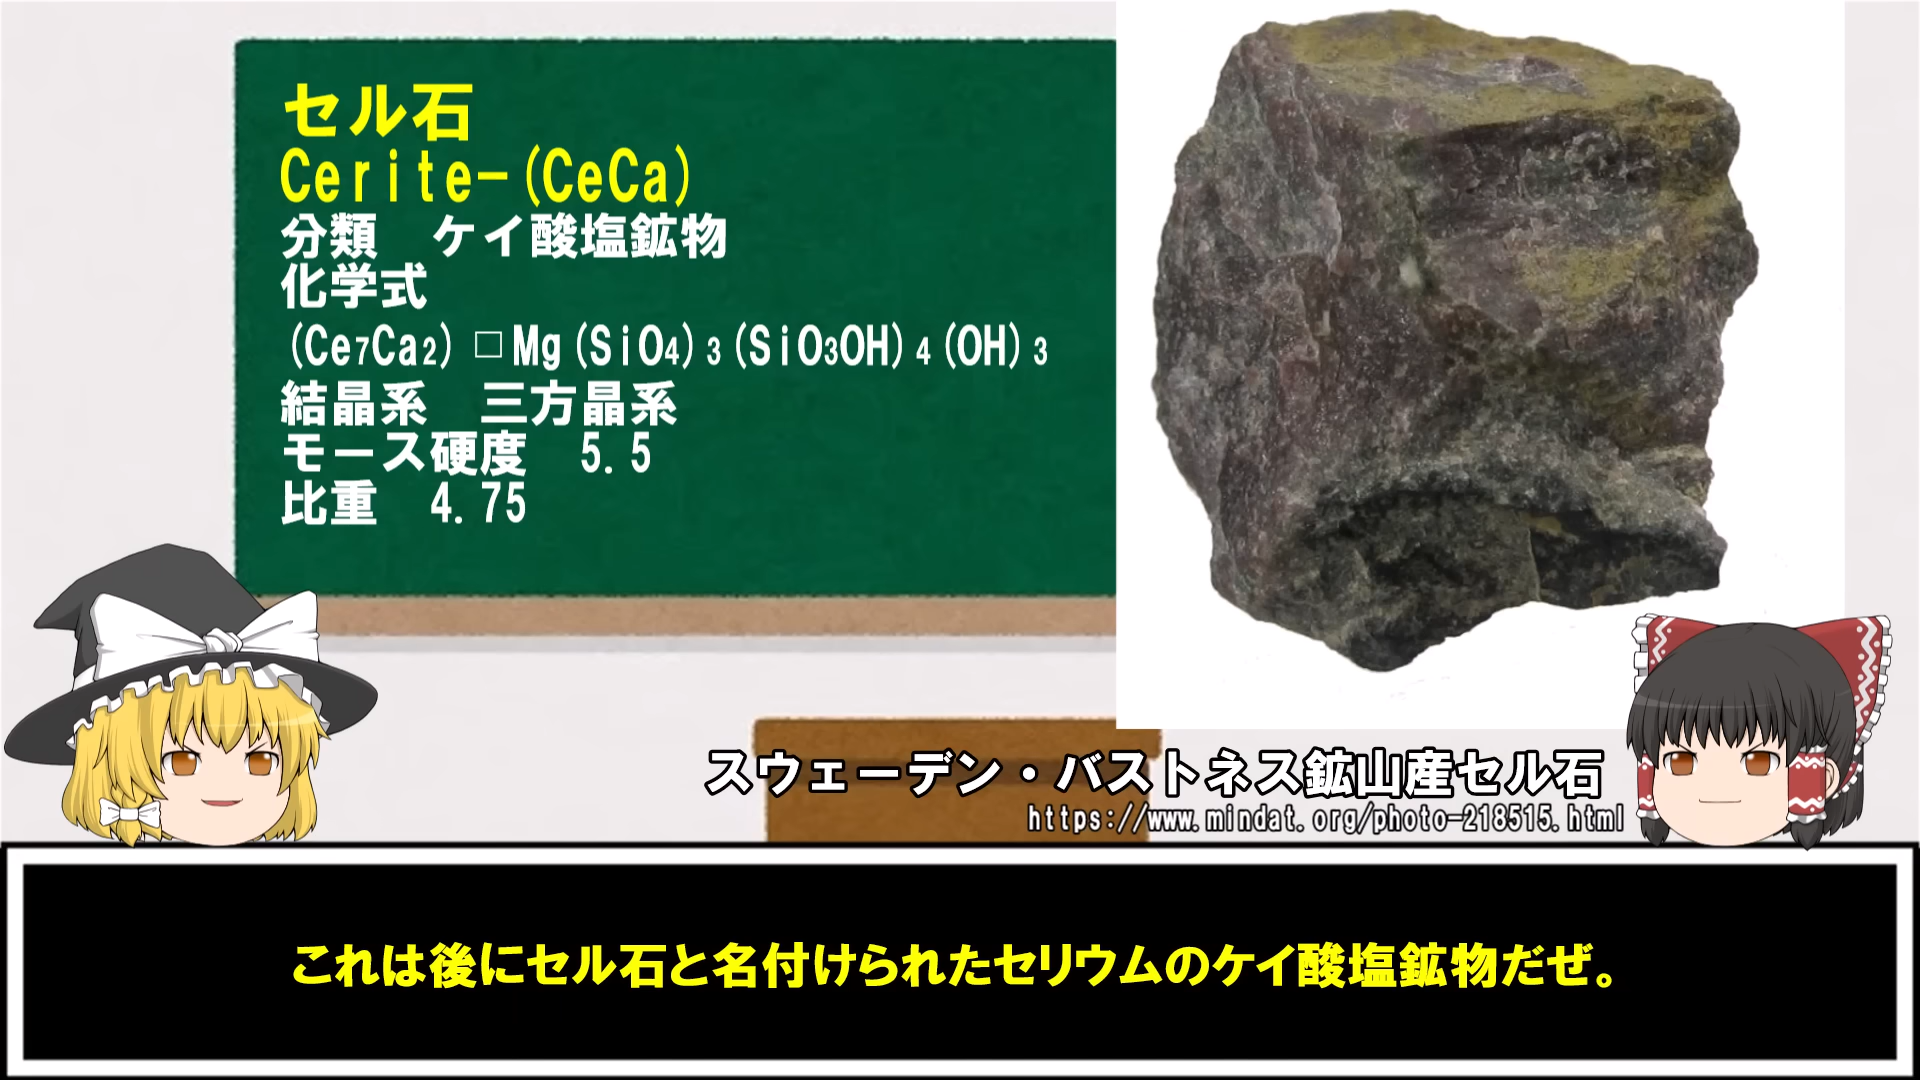 セル石
Cerite-(CeCa)
分類　ケイ酸塩鉱物
化学式
(Ce7Ca2)□Mg(SiO4)3(SiO3OH)4(OH)3
結晶系　三方晶系
モース硬度　5.5
比重　4.75
スウェーデン・バストネス鉱山産セル石
https://www.mindat.org/photo-218515.html
これは後にセル石と名付けられたセリウムのケイ酸塩鉱物だぜ。